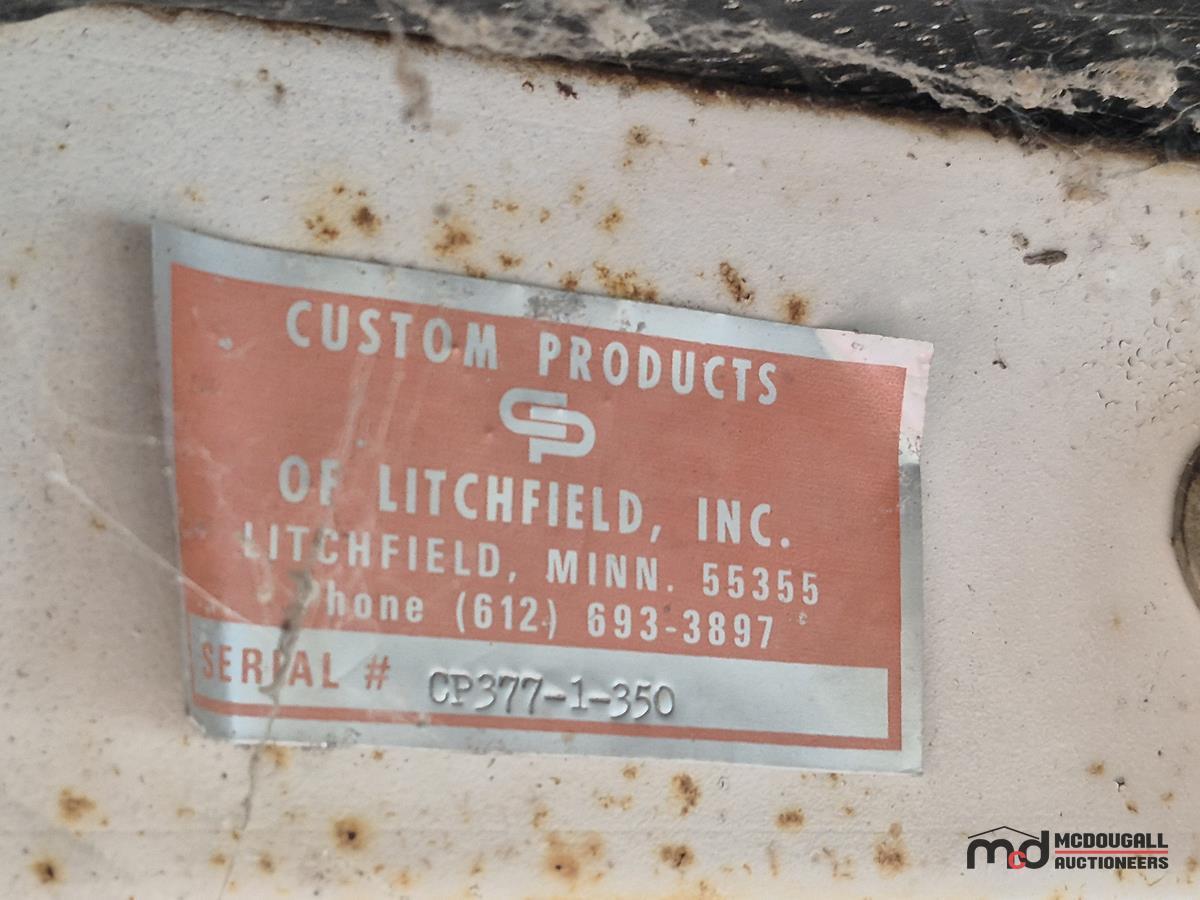 CUSTOM PRODUCTS
CP
OF LITCHFIELD, INC.
LITCHFIELD, MINN. 55355
Phone (612) 693-3897
SERIAL # CP377-1-350
mcd MCDOUGALL
AUCTIONEERS